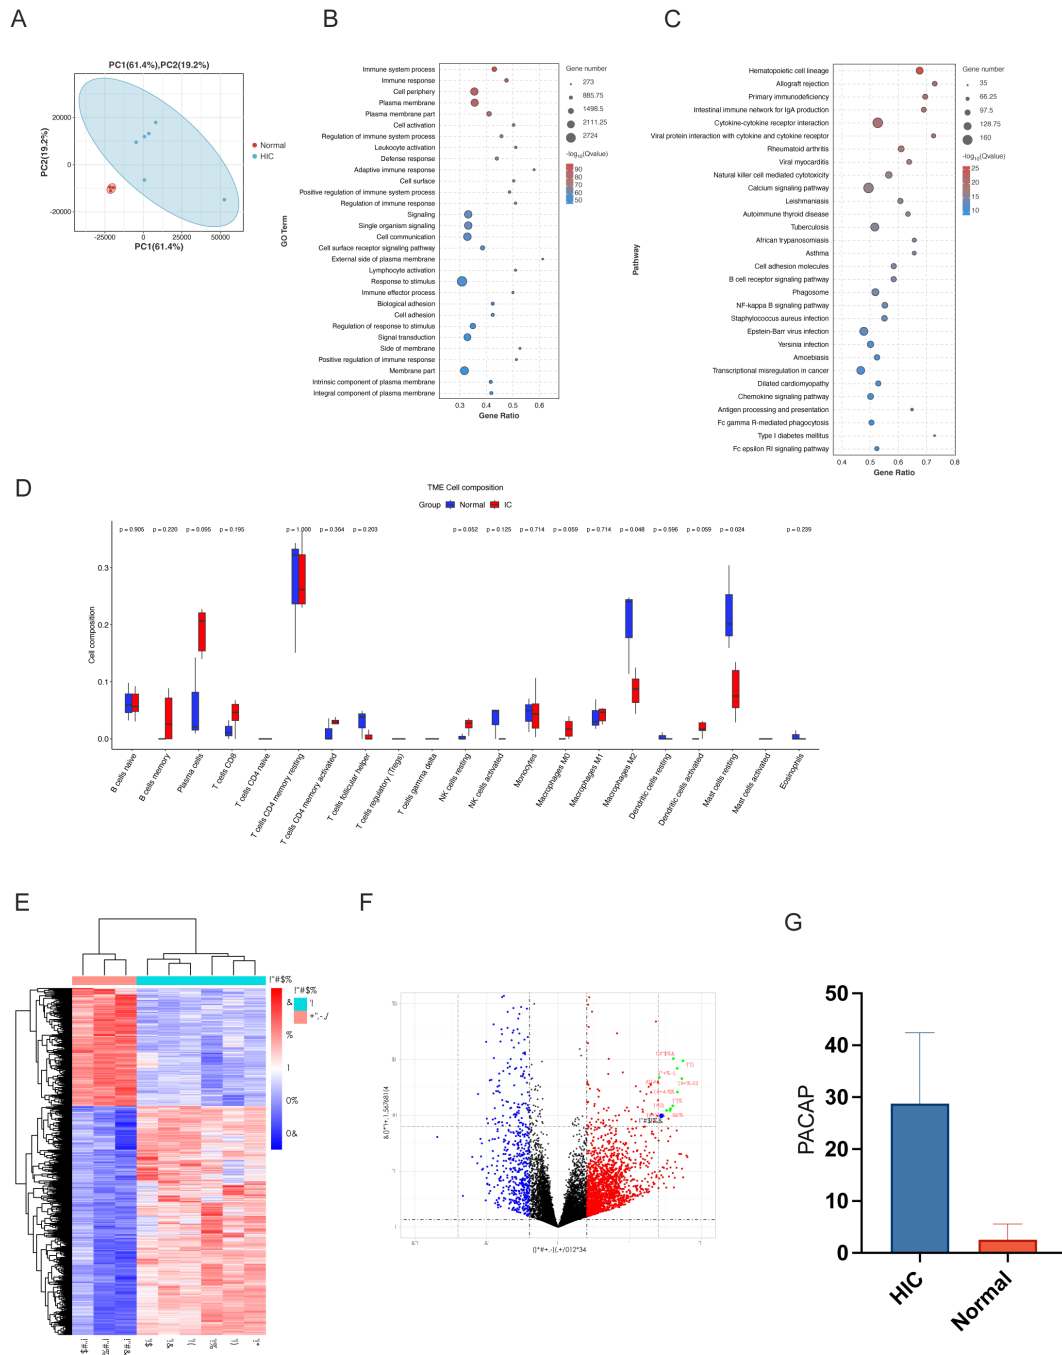 A
B
C
PC1(61.4%),PC2(19.2%)
PC2(19.2%)
20000
0
-20000
-25000 0 25000 50000
PC1(61.4%)
Normal
HIC
GO Term
Immune system process
Immune response
Cell periphery
Plasma membrane
Plasma membrane part
Cell activation
Regulation of immune system process
Leukocyte activation
Defense response
Adaptive immune response
Cell surface
Positive regulation of immune system process
Regulation of immune response
Signaling
Single organism signaling
Cell communication
Cell surface receptor signaling pathway
External side of plasma membrane
Lymphocyte activation
Response to stimulus
Immune effector process
Biological adhesion
Cell adhesion
Regulation of response to stimulus
Signal transduction
Side of membrane
Positive regulation of immune response
Membrane part
Intrinsic component of plasma membrane
Integral component of plasma membrane
0.3 0.4 0.5 0.6
Gene Ratio
Gene number
273
885.75
1498.5
2111.25
2724
-log10(Qvalue)
90
80
70
60
50
Pathway
Hematopoietic cell lineage
Allograft rejection
Primary immunodeficiency
Intestinal immune network for IgA production
Cytokine-cytokine receptor interaction
Viral protein interaction with cytokine and cytokine receptor
Rheumatoid arthritis
Viral myocarditis
Natural killer cell mediated cytotoxicity
Calcium signaling pathway
Leishmaniasis
Autoimmune thyroid disease
Tuberculosis
African trypanosomiasis
Asthma
Cell adhesion molecules
B cell receptor signaling pathway
Phagosome
NF-kappa B signaling pathway
Staphylococcus aureus infection
Epstein-Barr virus infection
Yersinia infection
Amoebiasis
Transcriptional misregulation in cancer
Dilated cardiomyopathy
Chemokine signaling pathway
Antigen processing and presentation
Fc gamma R-mediated phagocytosis
Type I diabetes mellitus
Fc epsilon RI signaling pathway
0.4 0.5 0.6 0.7 0.8
Gene Ratio
Gene number
35
66.25
97.5
128.75
160
-log10(Qvalue)
25
20
15
10
D
TME Cell composition
Group Normal IC
p = 0.905 p = 0.220 p = 0.095 p = 0.195 p = 1.000 p = 0.364 p = 0.203 p = 0.052 p = 0.125 p = 0.714 p = 0.059 p = 0.714 p = 0.048 p = 0.596 p = 0.059 p = 0.024 p = 0.239
Cell composition
0.3
0.2
0.1
0.0
B cells naive
B cells memory
Plasma cells
T cells CD8
T cells CD4 naive
T cells CD4 memory resting
T cells CD4 memory activated
T cells follicular helper
T cells regulatory (Tregs)
T cells gamma delta
NK cells resting
NK cells activated
Monocytes
Macrophages M0
Macrophages M1
Macrophages M2
Dendritic cells resting
Dendritic cells activated
Mast cells resting
Mast cells activated
Eosinophils
E
F
G
!"#$%
!"#$%
&
%
!
0%
0&
'!
+",-./
PACAP
50
40
30
20
10
0
HIC
Normal